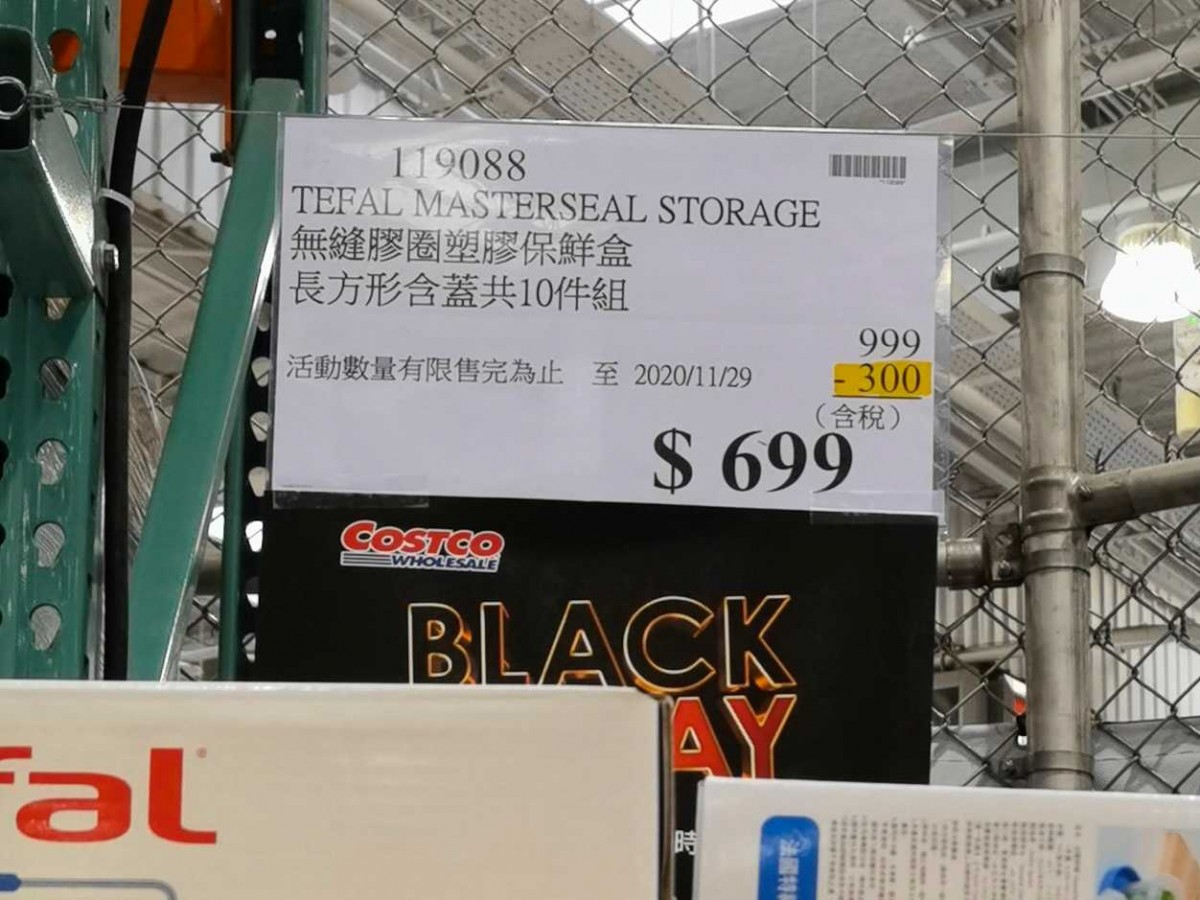 119088
TEFAL MASTERSEAL STORAGE
無縫膠圈塑膠保鮮盒
長方形含蓋共10件組
999
活動數量有限售完為止 至 2020/11/29
- 300
（含稅）
$ 699
COSTCO
WHOLESALE
BLACK
AY
fal
時